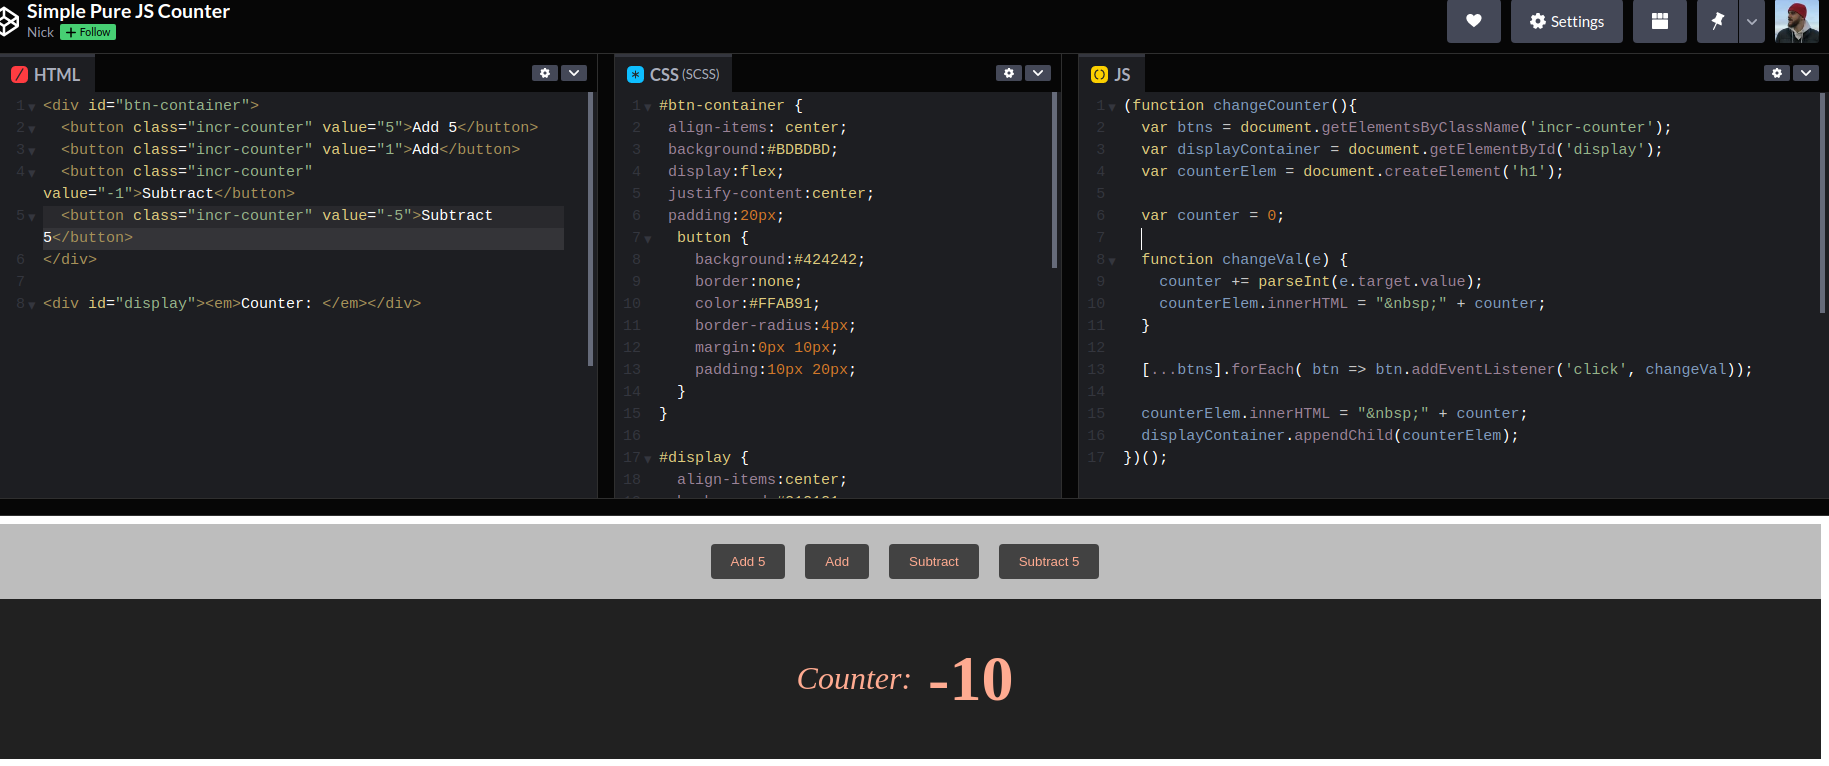 Simple Pure JS Counter
Nick + Follow
Settings
HTML
1 <div id="btn-container">
2   <button class="incr-counter" value="5">Add 5</button>
3   <button class="incr-counter" value="1">Add</button>
4   <button class="incr-counter"
value="-1">Subtract</button>
5   <button class="incr-counter" value="-5">Subtract
5</button>
6 </div>
7
8 <div id="display"><em>Counter: </em></div>
CSS (SCSS)
1 #btn-container {
2  align-items: center;
3  background:#BDBDBD;
4  display:flex;
5  justify-content:center;
6  padding:20px;
7   button {
8     background:#424242;
9     border:none;
10     color:#FFAB91;
11     border-radius:4px;
12     margin:0px 10px;
13     padding:10px 20px;
14   }
15 }
16
17 #display {
18   align-items:center;
JS
1 (function changeCounter(){
2   var btns = document.getElementsByClassName('incr-counter');
3   var displayContainer = document.getElementById('display');
4   var counterElem = document.createElement('h1');
5
6   var counter = 0;
7
8   function changeVal(e) {
9     counter += parseInt(e.target.value);
10     counterElem.innerHTML = "&nbsp;" + counter;
11   }
12
13   [...btns].forEach( btn => btn.addEventListener('click', changeVal));
14
15   counterElem.innerHTML = "&nbsp;" + counter;
16   displayContainer.appendChild(counterElem);
17 })();
Add 5
Add
Subtract
Subtract 5
Counter: -10